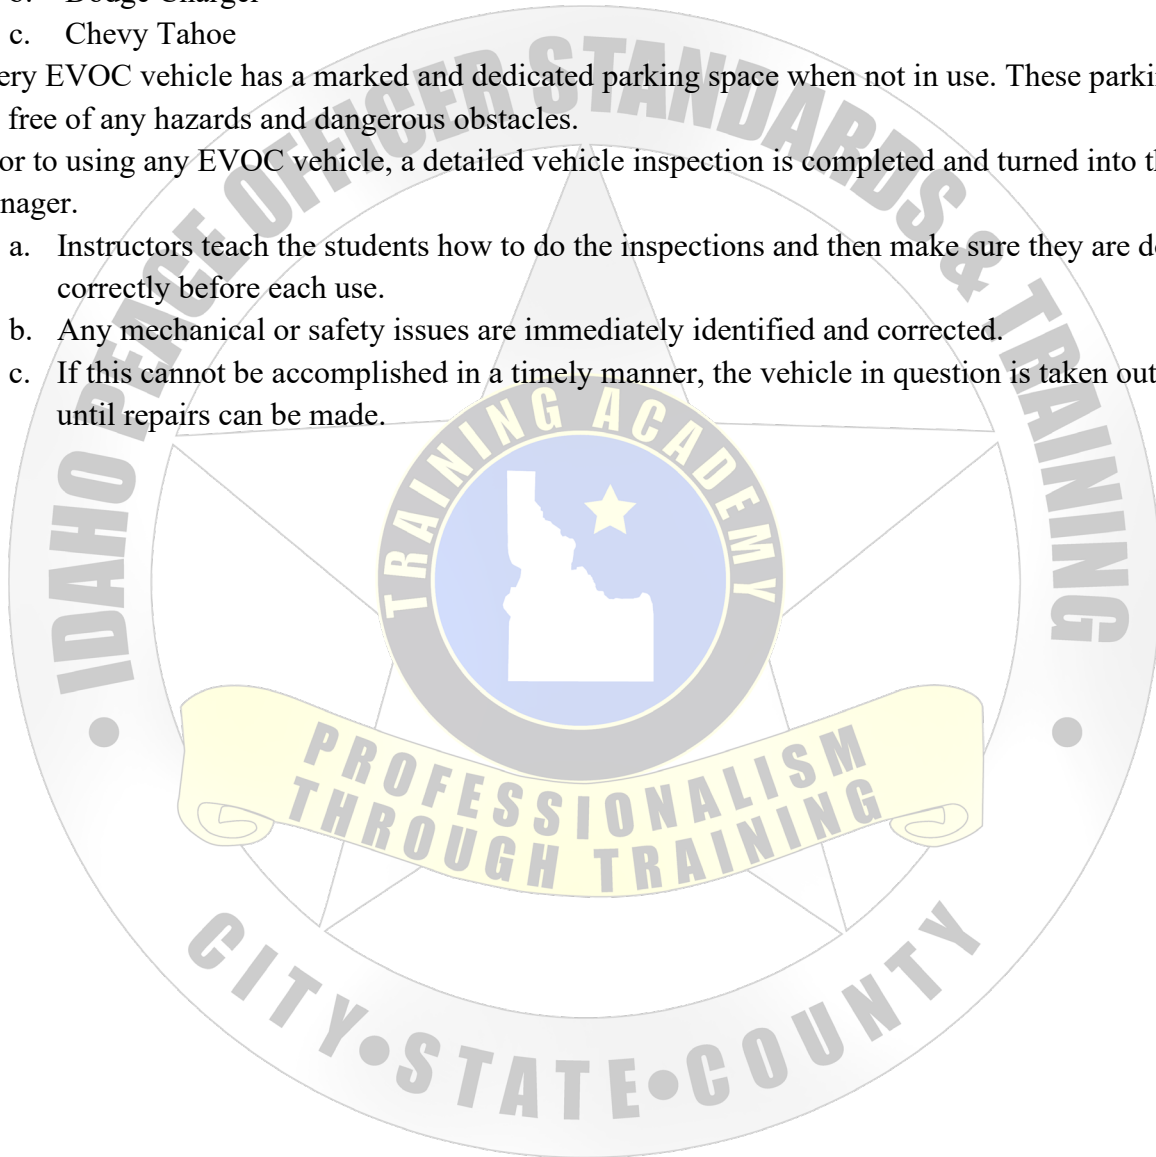 b. Dodge Charger
c. Chevy Tahoe
ery EVOC vehicle has a marked and dedicated parking space when not in use. These parkin
free of any hazards and dangerous obstacles.
or to using any EVOC vehicle, a detailed vehicle inspection is completed and turned into th
nager.
a. Instructors teach the students how to do the inspections and then make sure they are do
correctly before each use.
b. Any mechanical or safety issues are immediately identified and corrected.
c. If this cannot be accomplished in a timely manner, the vehicle in question is taken out
until repairs can be made.
• IDAHO PEACE OFFICER STANDARDS & TRAINING •
TRAINING ACADEMY
PROFESSIONALISM
THROUGH TRAINING
CITY•STATE•COUNTY